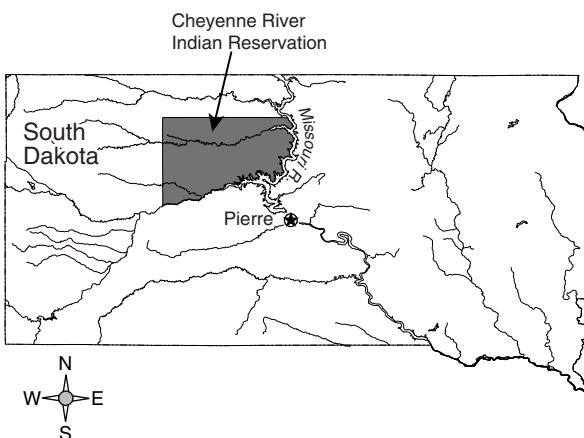 Cheyenne River
Indian Reservation
South
Dakota
Missouri R.
Pierre
N
W
E
S